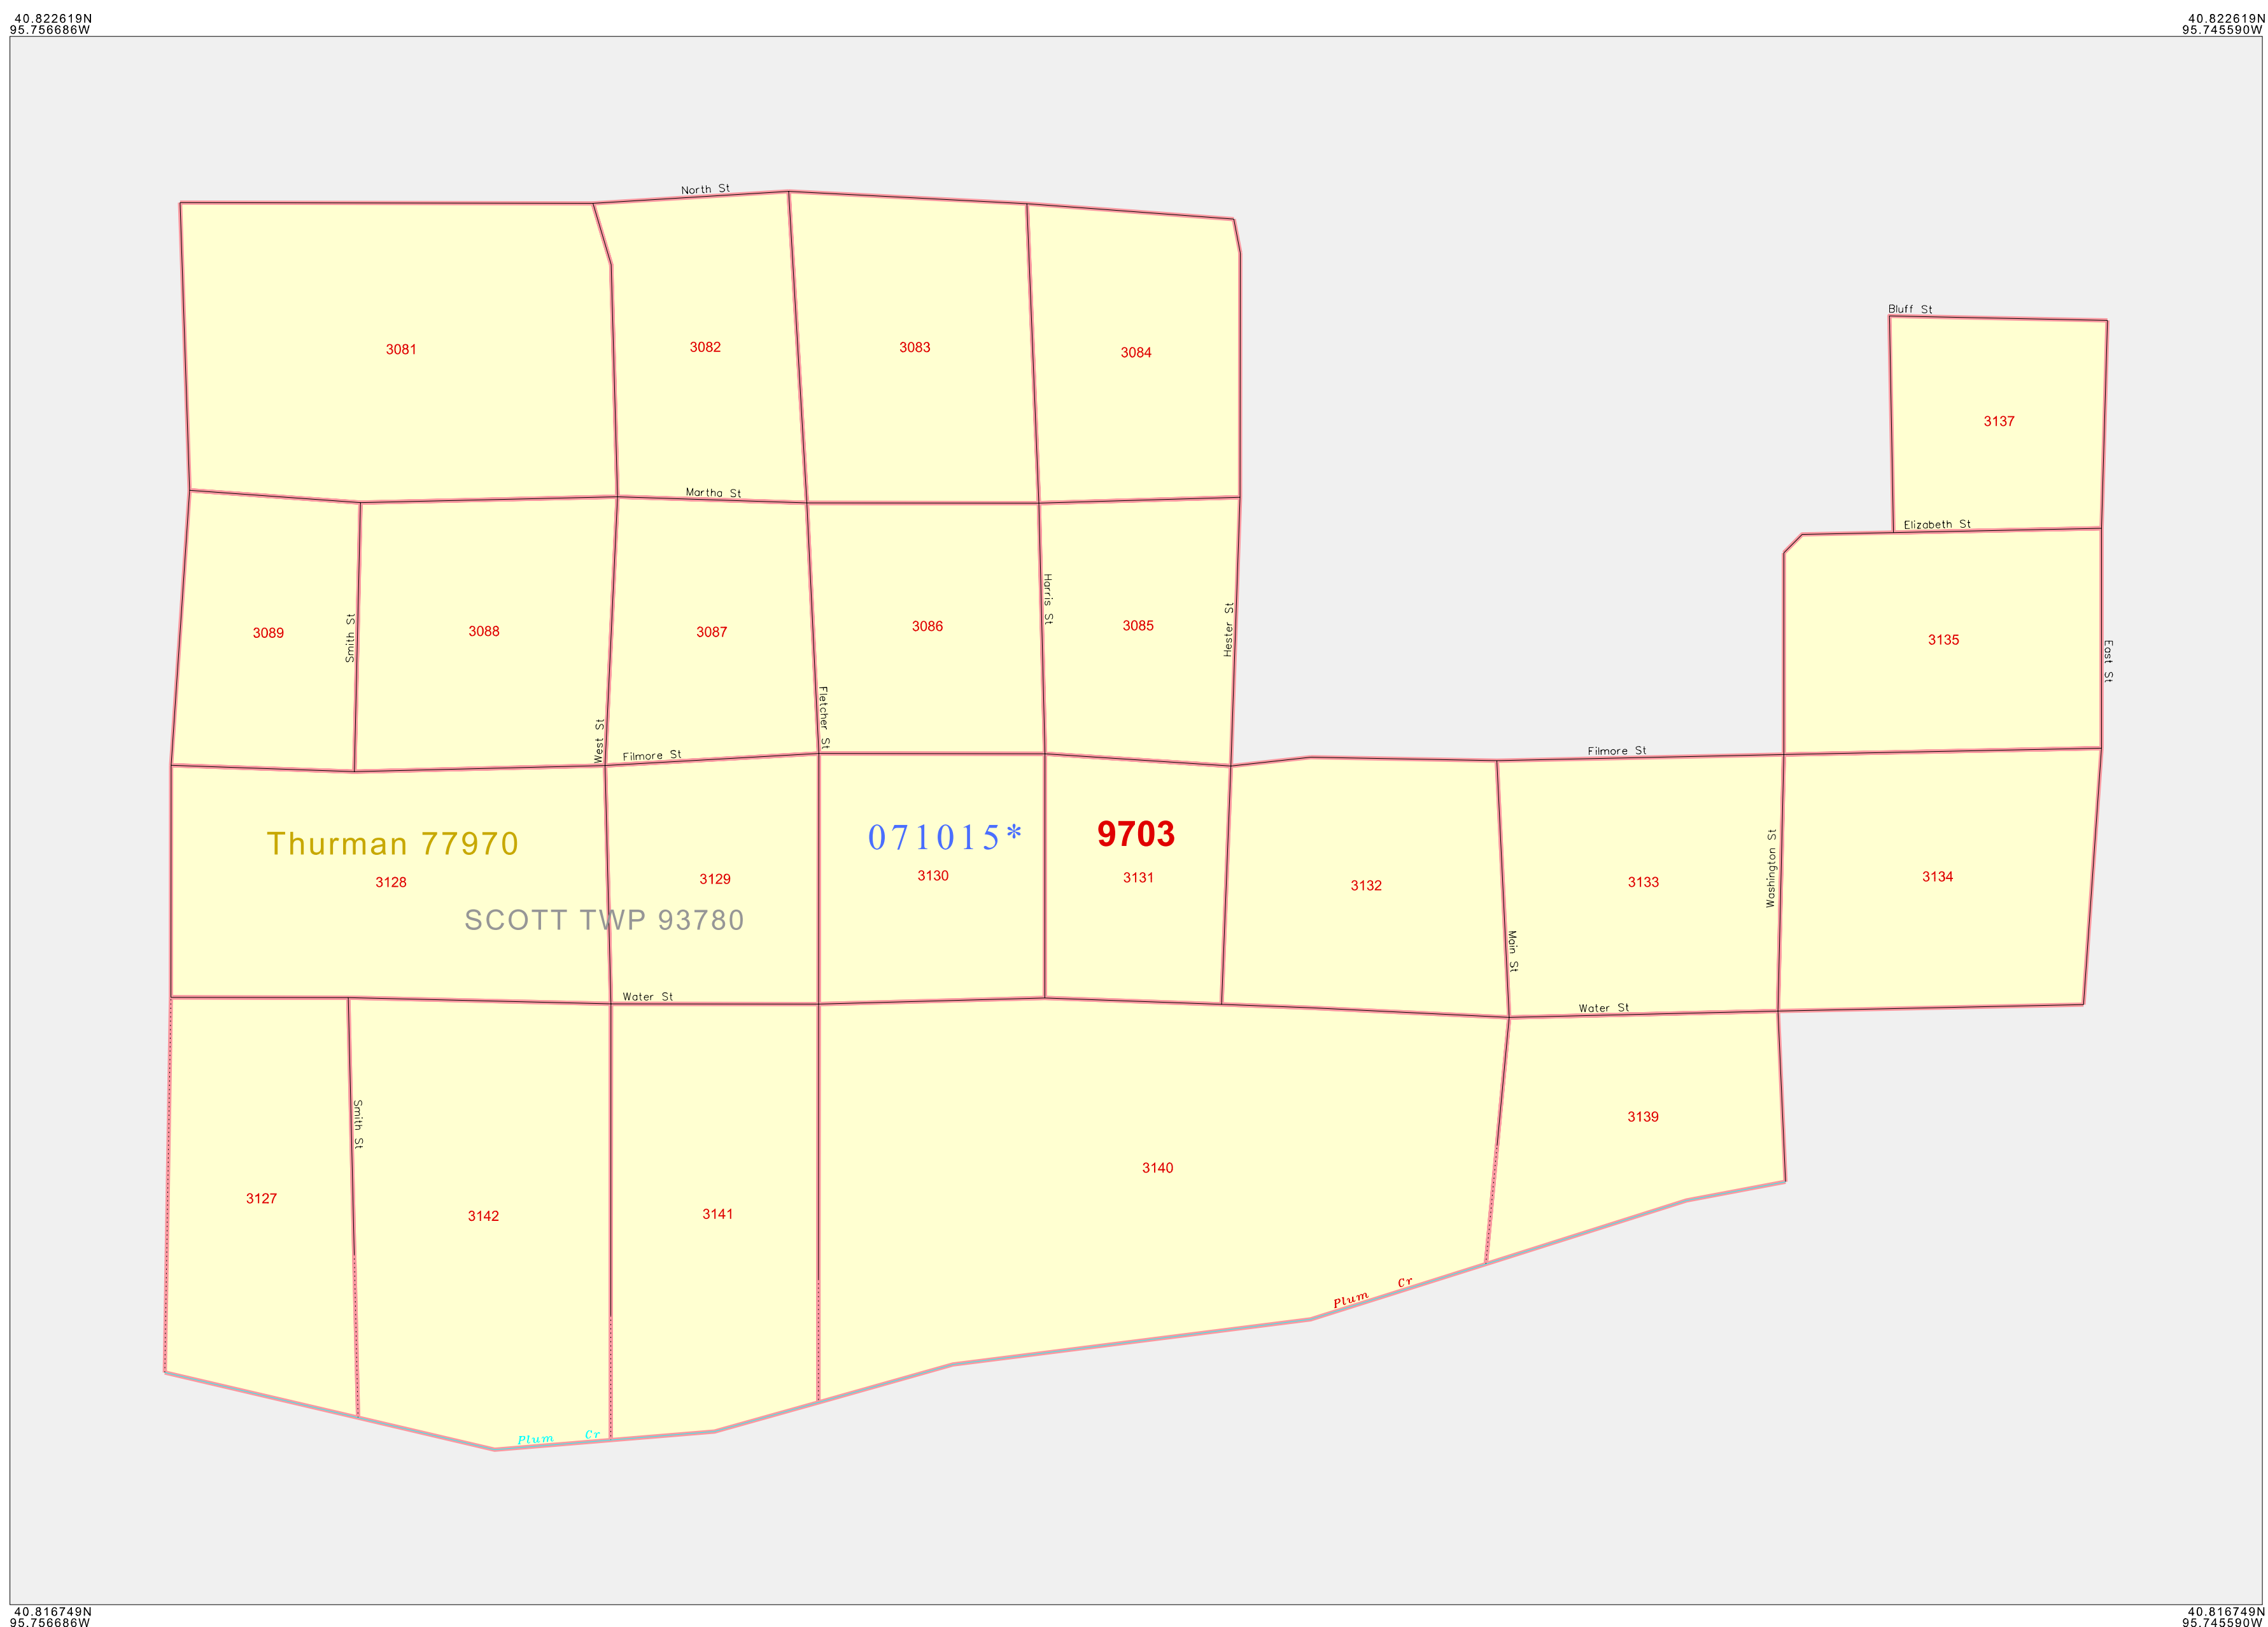 40.822619N
95.756686W
40.822619N
95.745590W
North St
Bluff St
3081
3082
3083
3084
3137
Martha St
Elizabeth St
Harris St
Hester St
3089
Smith St
3088
3087
3086
3085
3135
East St
West St
Fletcher St
Filmore St
Filmore St
Thurman 77970
071015*
9703
3128
3129
3130
3131
3132
3133
Washington St
3134
SCOTT TWP 93780
Main St
Water St
Water St
Smith St
3139
3140
3127
3142
3141
Plum Cr
Plum Cr
40.816749N
95.756686W
40.816749N
95.745590W